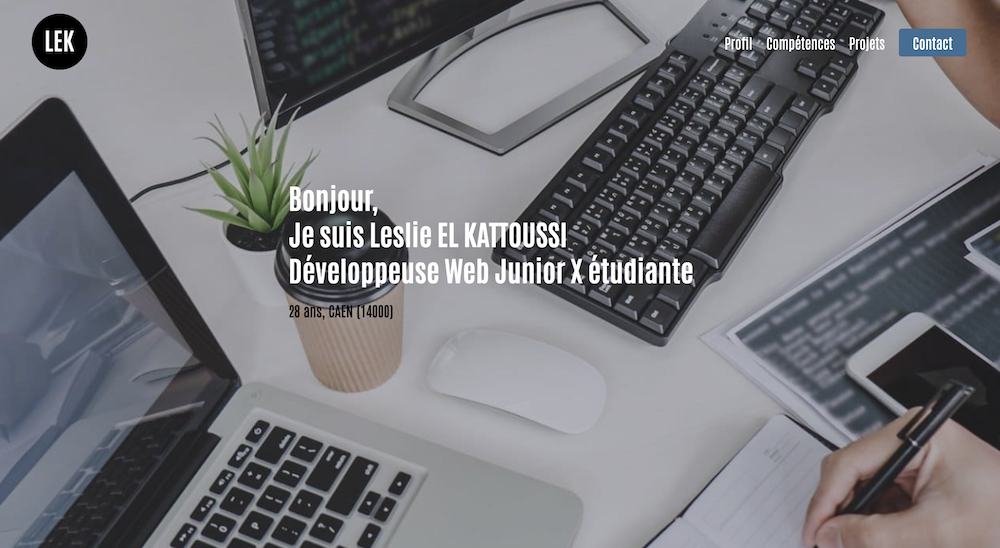 LEK
Profil Compétences Projets Contact
Bonjour,
Je suis Leslie EL KATTOUSSI
Développeuse Web Junior X étudiante
28 ans, CAEN (14000)